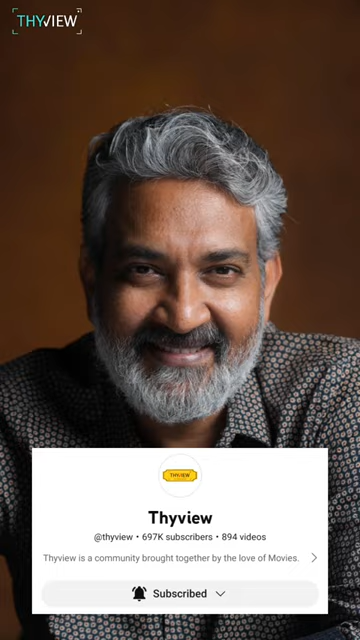 THYVIEW
THYVIEW
Thyview
@thyview • 697K subscribers • 894 videos
Thyview is a community brought together by the love of Movies.
Subscribed